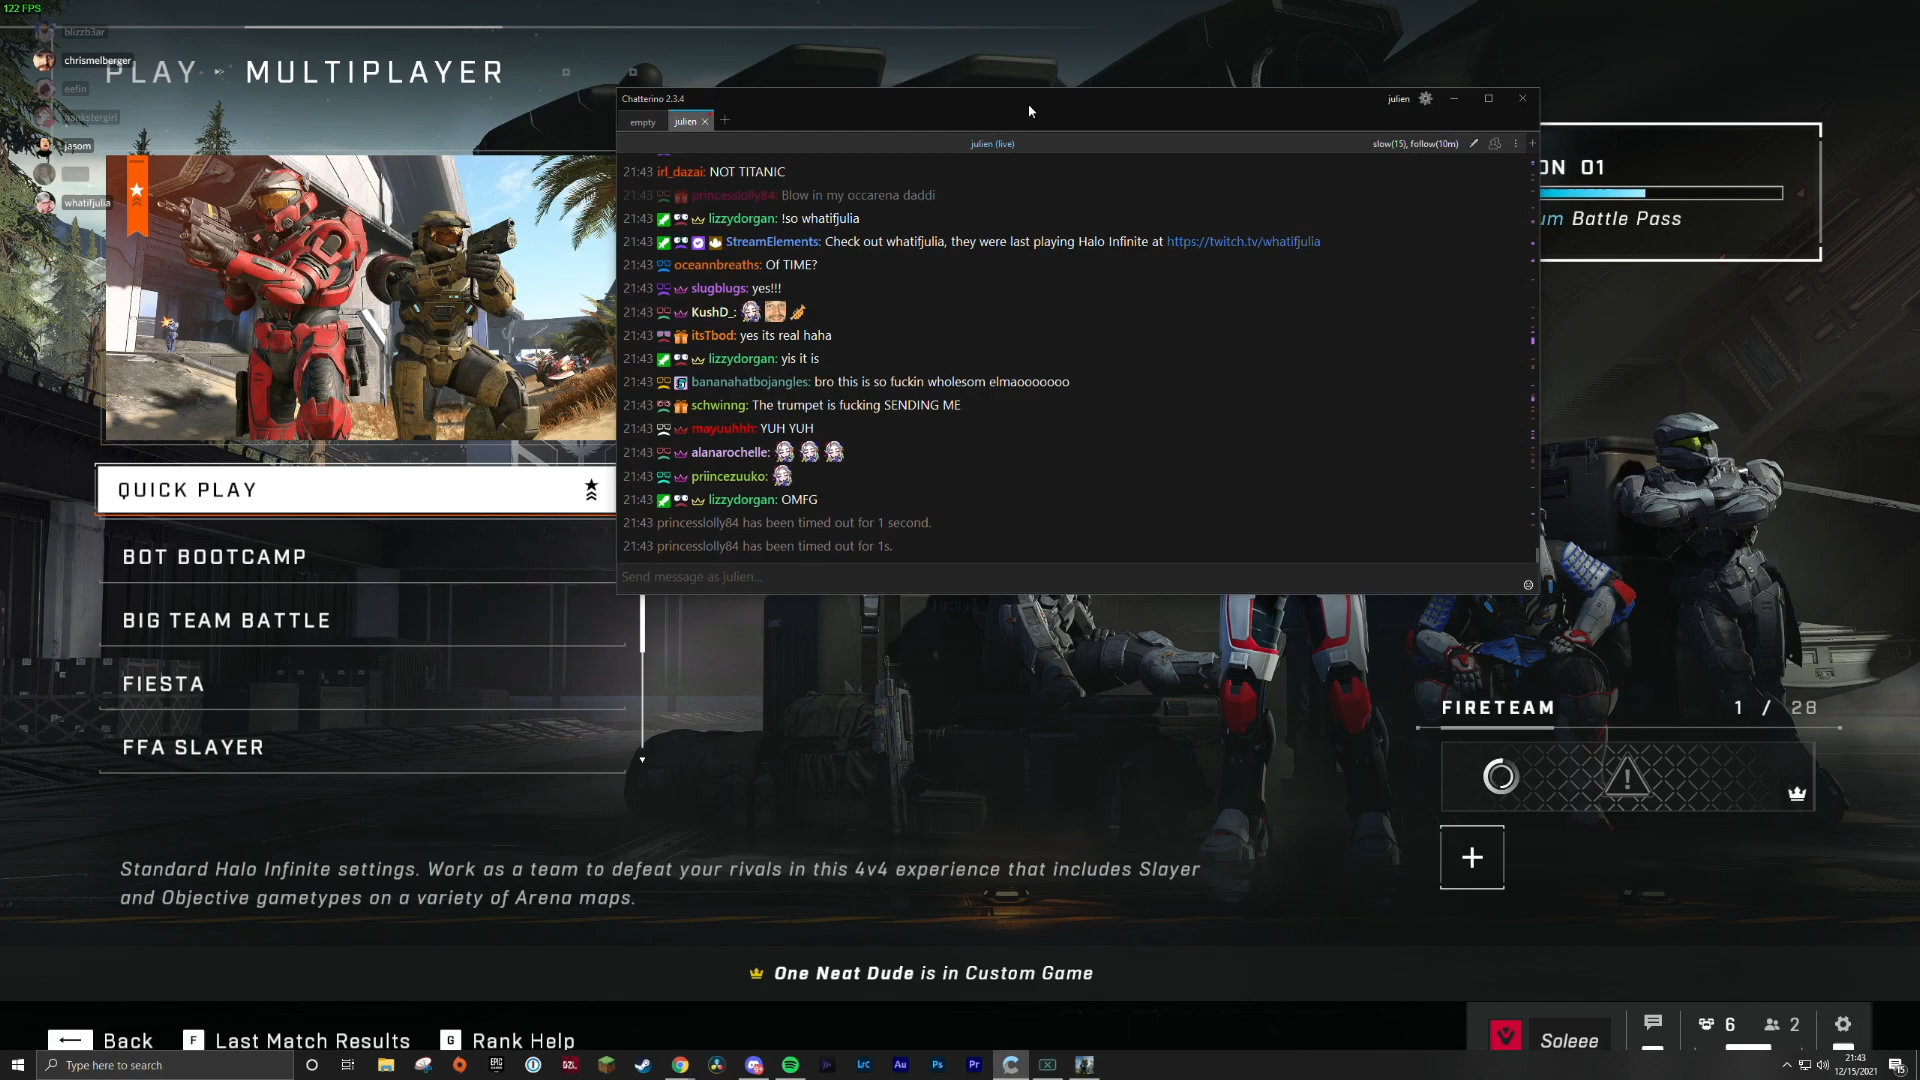 122 FPS
blizzb3ar
chrismelberger
eefin
jasom
whatifjulia
PLAY MULTIPLAYER
Chatterino 2.3.4
julien
empty
julien
julien (live)
slow(15), follow(10m)
21:43 irl_dazai: NOT TITANIC
21:43 princesslolly84: Blow in my occarena daddi
21:43 lizzydorgan: !so whatifjulia
21:43 StreamElements: Check out whatifjulia, they were last playing Halo Infinite at https://twitch.tv/whatifjulia
21:43 oceannbreaths: Of TIME?
21:43 slugblugs: yes!!!
21:43 KushD_:
21:43 itsTbod: yes its real haha
21:43 lizzydorgan: yis it is
21:43 bananahatbojangles: bro this is so fuckin wholesom elmaooooooo
21:43 schwinng: The trumpet is fucking SENDING ME
21:43 mayuuhhh: YUH YUH
21:43 alanarochelle:
21:43 priincezuuko:
21:43 lizzydorgan: OMFG
21:43 princesslolly84 has been timed out for 1 second.
21:43 princesslolly84 has been timed out for 1s.
Send message as julien...
ON 01
um Battle Pass
QUICK PLAY
BOT BOOTCAMP
BIG TEAM BATTLE
FIESTA
FFA SLAYER
FIRETEAM 1 / 28
Standard Halo Infinite settings. Work as a team to defeat your rivals in this 4v4 experience that includes Slayer
and Objective gametypes on a variety of Arena maps.
One Neat Dude is in Custom Game
Back F Last Match Results G Rank Help
Soleee
6
2
Type here to search
EPIC
DZL
Lrc
Au
Ps
Pr
21:43
12/15/2021
15